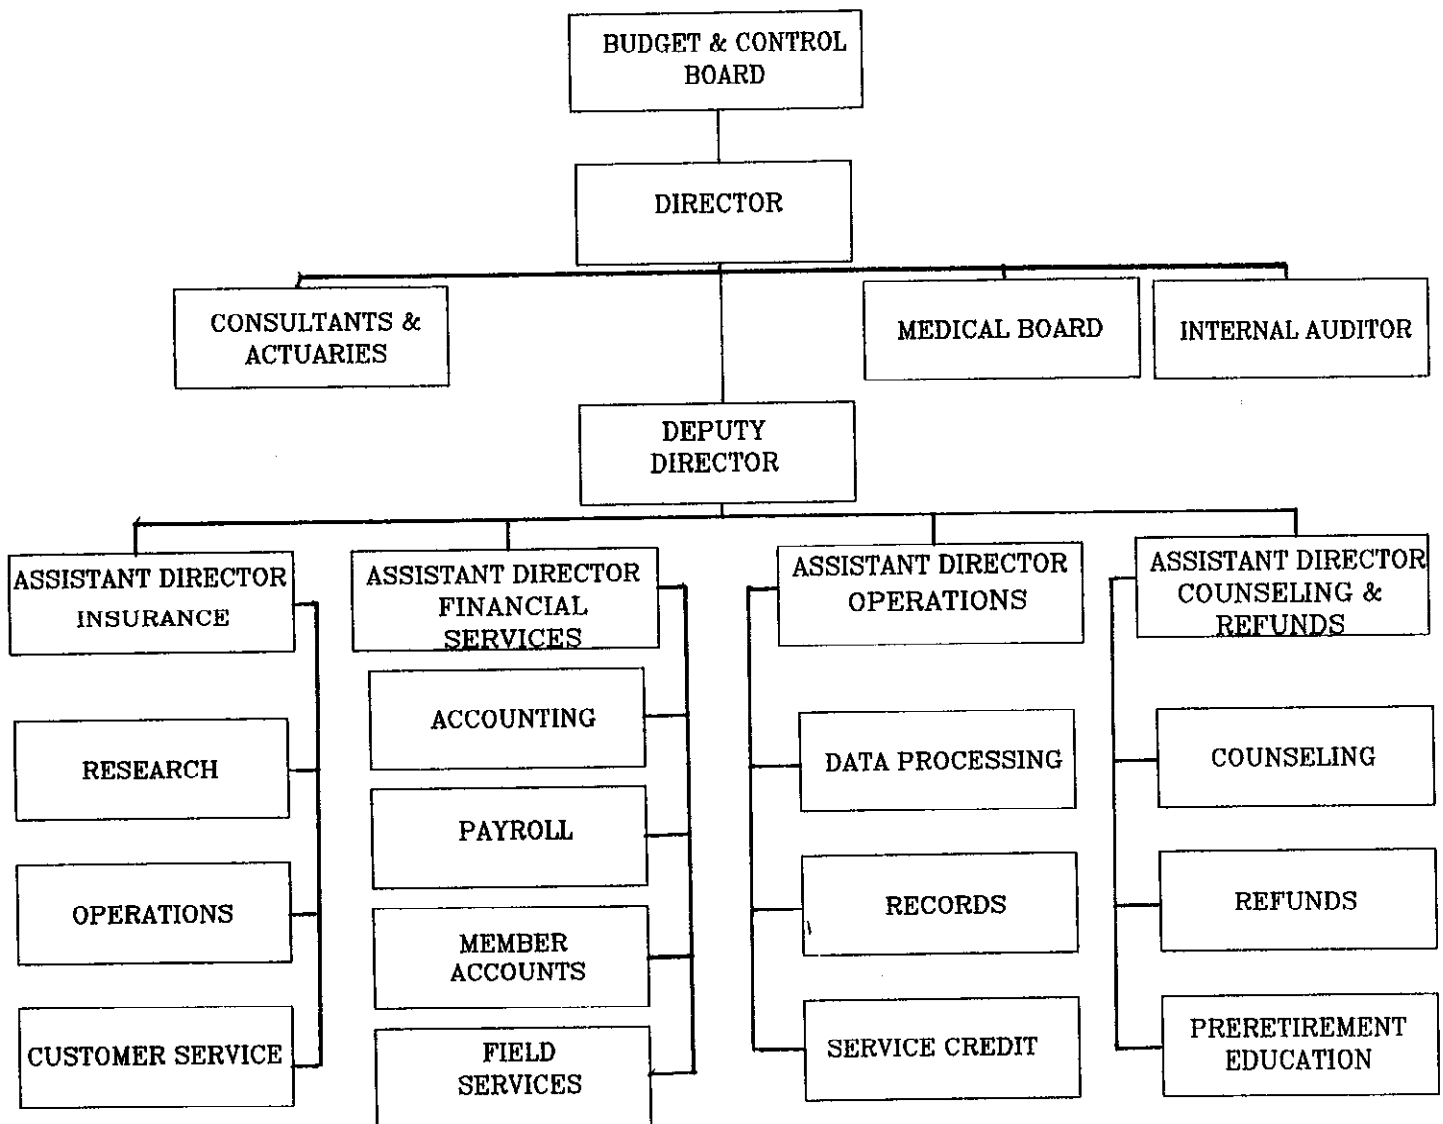 BUDGET & CONTROL
BOARD
DIRECTOR
CONSULTANTS &
ACTUARIES
MEDICAL BOARD
INTERNAL AUDITOR
DEPUTY
DIRECTOR
ASSISTANT DIRECTOR
INSURANCE
ASSISTANT DIRECTOR
FINANCIAL
SERVICES
ASSISTANT DIRECTOR
OPERATIONS
ASSISTANT DIRECTOR
COUNSELING &
REFUNDS
RESEARCH
OPERATIONS
CUSTOMER SERVICE
ACCOUNTING
PAYROLL
MEMBER
ACCOUNTS
FIELD
SERVICES
DATA PROCESSING
RECORDS
SERVICE CREDIT
COUNSELING
REFUNDS
PRERETIREMENT
EDUCATION